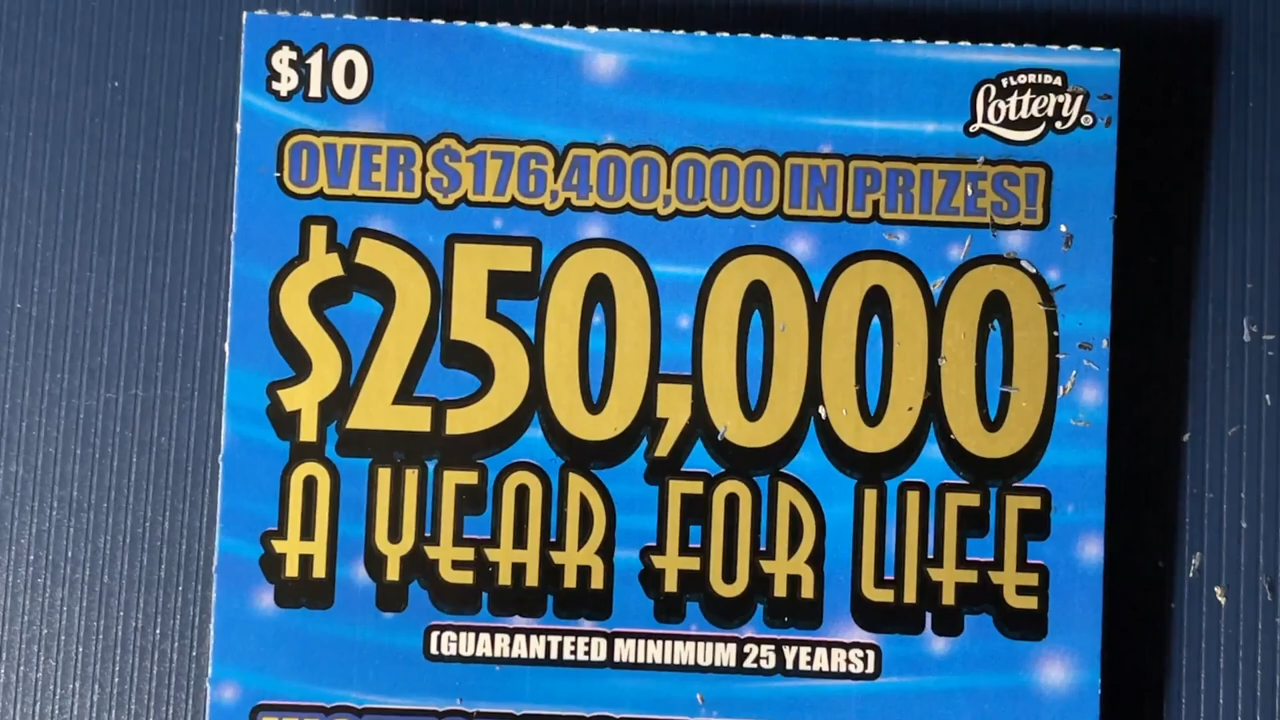 $10
FLORIDA
Lottery®
OVER $176,400,000 IN PRIZES!
$250,000
A YEAR FOR LIFE
(GUARANTEED MINIMUM 25 YEARS)